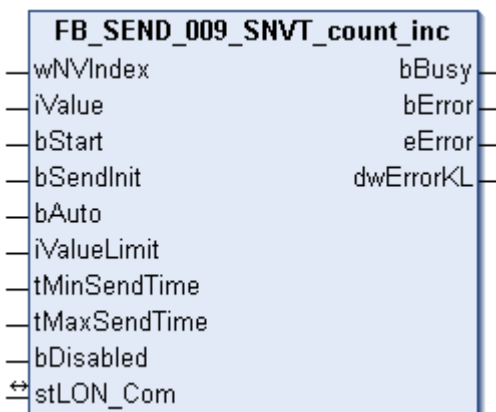 FB_SEND_009_SNVT_count_inc
wNVIndex bBusy
iValue bError
bStart eError
bSendInit dwErrorKL
bAuto
iValueLimit
tMinSendTime
tMaxSendTime
bDisabled
stLON_Com